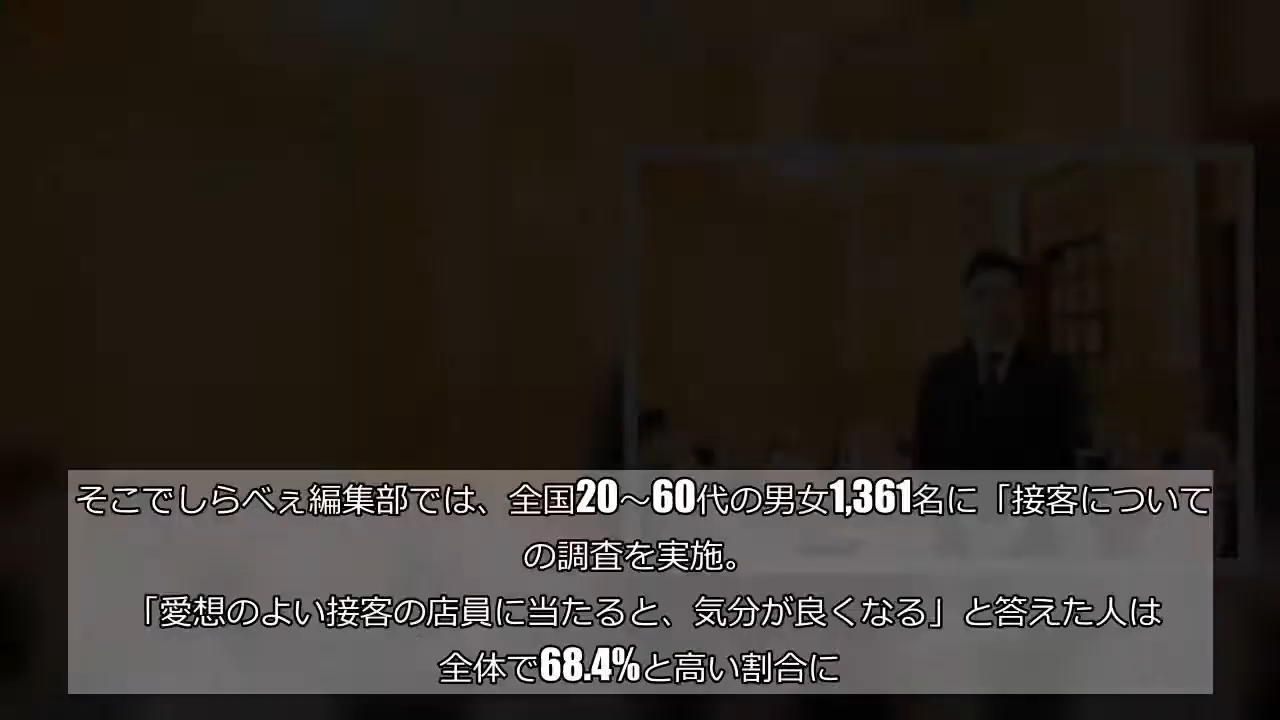 そこでしらべぇ編集部では、全国20～60代の男女1,361名に「接客について
の調査を実施。
「愛想のよい接客の店員に当たると、気分が良くなる」と答えた人は
全体で68.4%と高い割合に